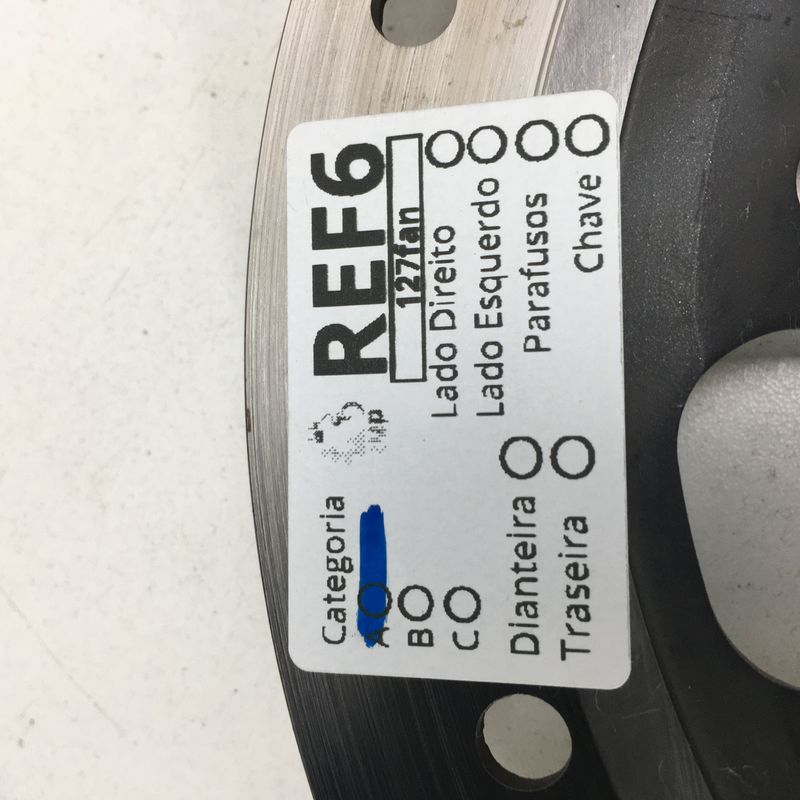 REF6
127fan
Categoria
A
B
C
Lado Direito
Lado Esquerdo
Parafusos
Chave
Dianteira
Traseira